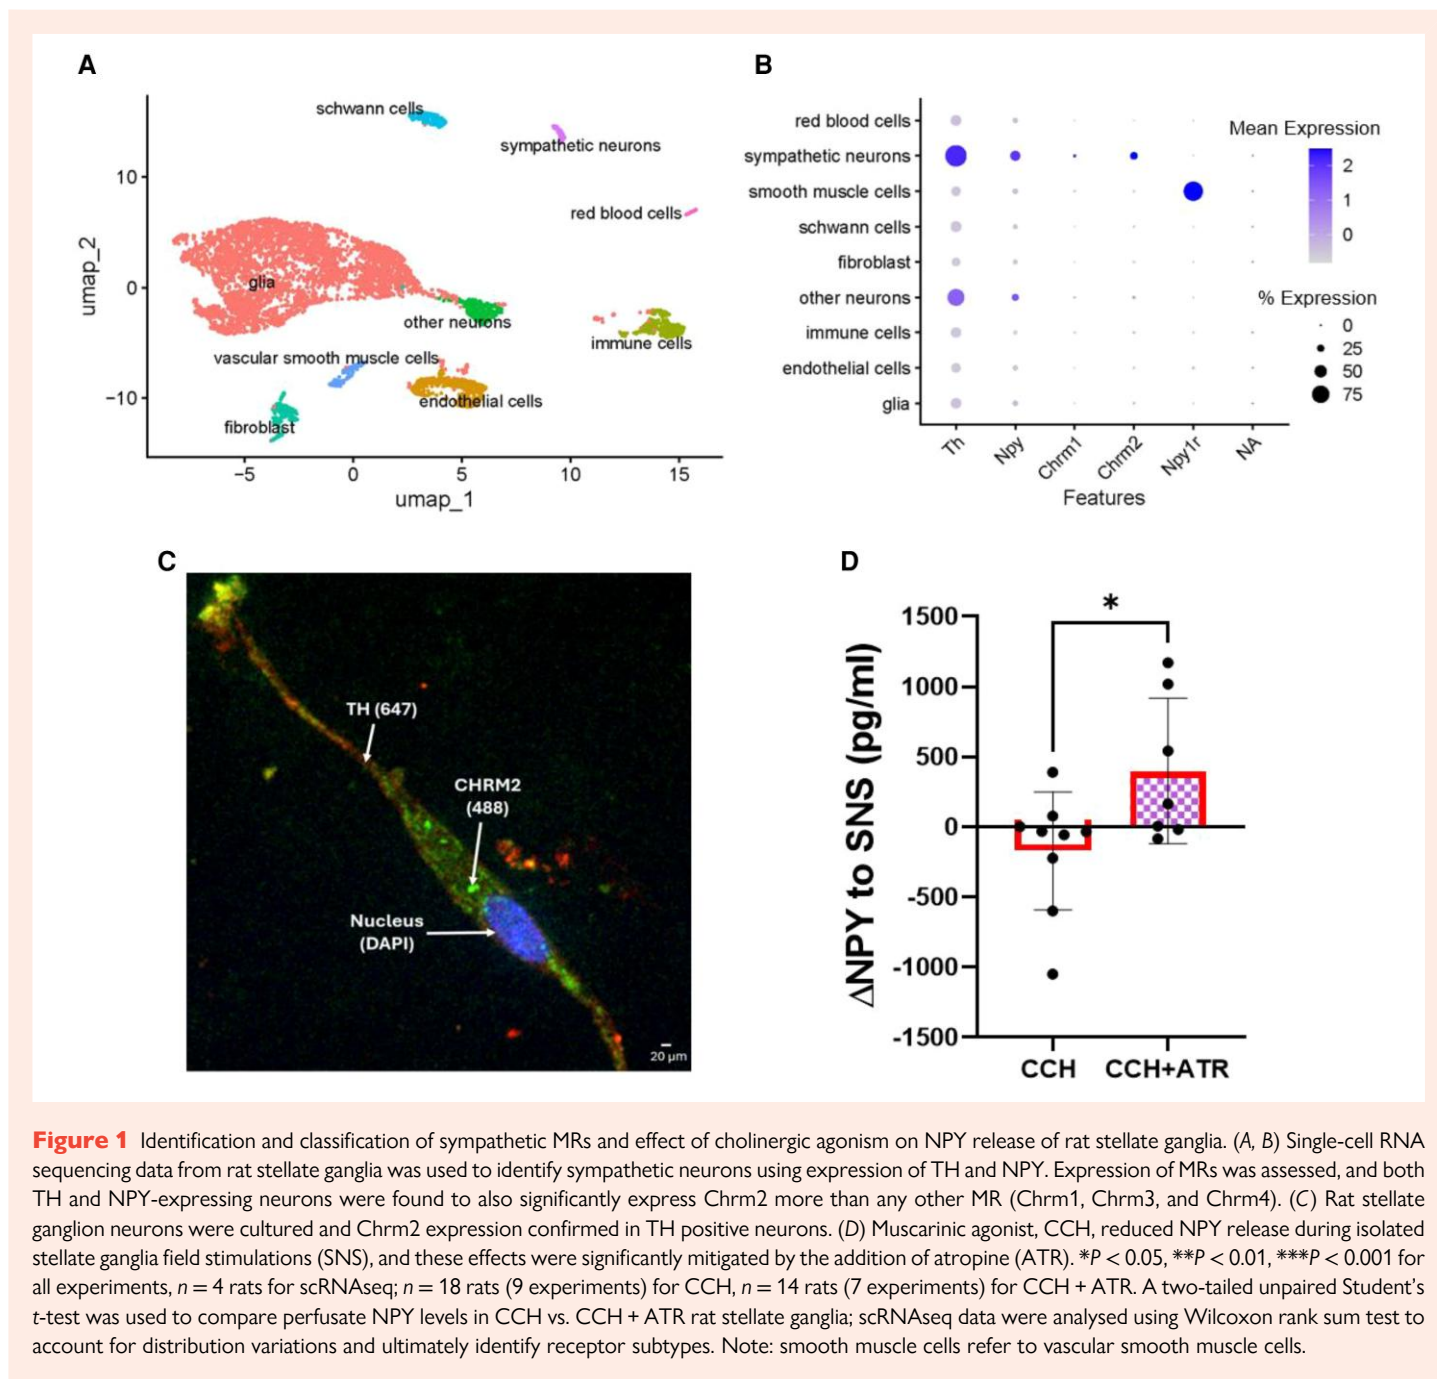 A
schwann cells
sympathetic neurons
red blood cells
glia
other neurons
immune cells
vascular smooth muscle cells
endothelial cells
fibroblast
10
0
−10
umap_2
−5
0
5
10
15
umap_1
B
red blood cells
sympathetic neurons
smooth muscle cells
schwann cells
fibroblast
other neurons
immune cells
endothelial cells
glia
Th
Npy
Chrm1
Chrm2
Npy1r
NA
Features
Mean Expression
2
1
0
% Expression
0
25
50
75
C
TH (647)
CHRM2
(488)
Nucleus
(DAPI)
20 μm
D
*
1500
1000
500
0
-500
-1000
-1500
ΔNPY to SNS (pg/ml)
CCH
CCH+ATR
Figure 1 Identification and classification of sympathetic MRs and effect of cholinergic agonism on NPY release of rat stellate ganglia. (A, B) Single-cell RNA
sequencing data from rat stellate ganglia was used to identify sympathetic neurons using expression of TH and NPY. Expression of MRs was assessed, and both
TH and NPY-expressing neurons were found to also significantly express Chrm2 more than any other MR (Chrm1, Chrm3, and Chrm4). (C) Rat stellate
ganglion neurons were cultured and Chrm2 expression confirmed in TH positive neurons. (D) Muscarinic agonist, CCH, reduced NPY release during isolated
stellate ganglia field stimulations (SNS), and these effects were significantly mitigated by the addition of atropine (ATR). *P < 0.05, **P < 0.01, ***P < 0.001 for
all experiments, n = 4 rats for scRNAseq; n = 18 rats (9 experiments) for CCH, n = 14 rats (7 experiments) for CCH + ATR. A two-tailed unpaired Student's
t-test was used to compare perfusate NPY levels in CCH vs. CCH + ATR rat stellate ganglia; scRNAseq data were analysed using Wilcoxon rank sum test to
account for distribution variations and ultimately identify receptor subtypes. Note: smooth muscle cells refer to vascular smooth muscle cells.